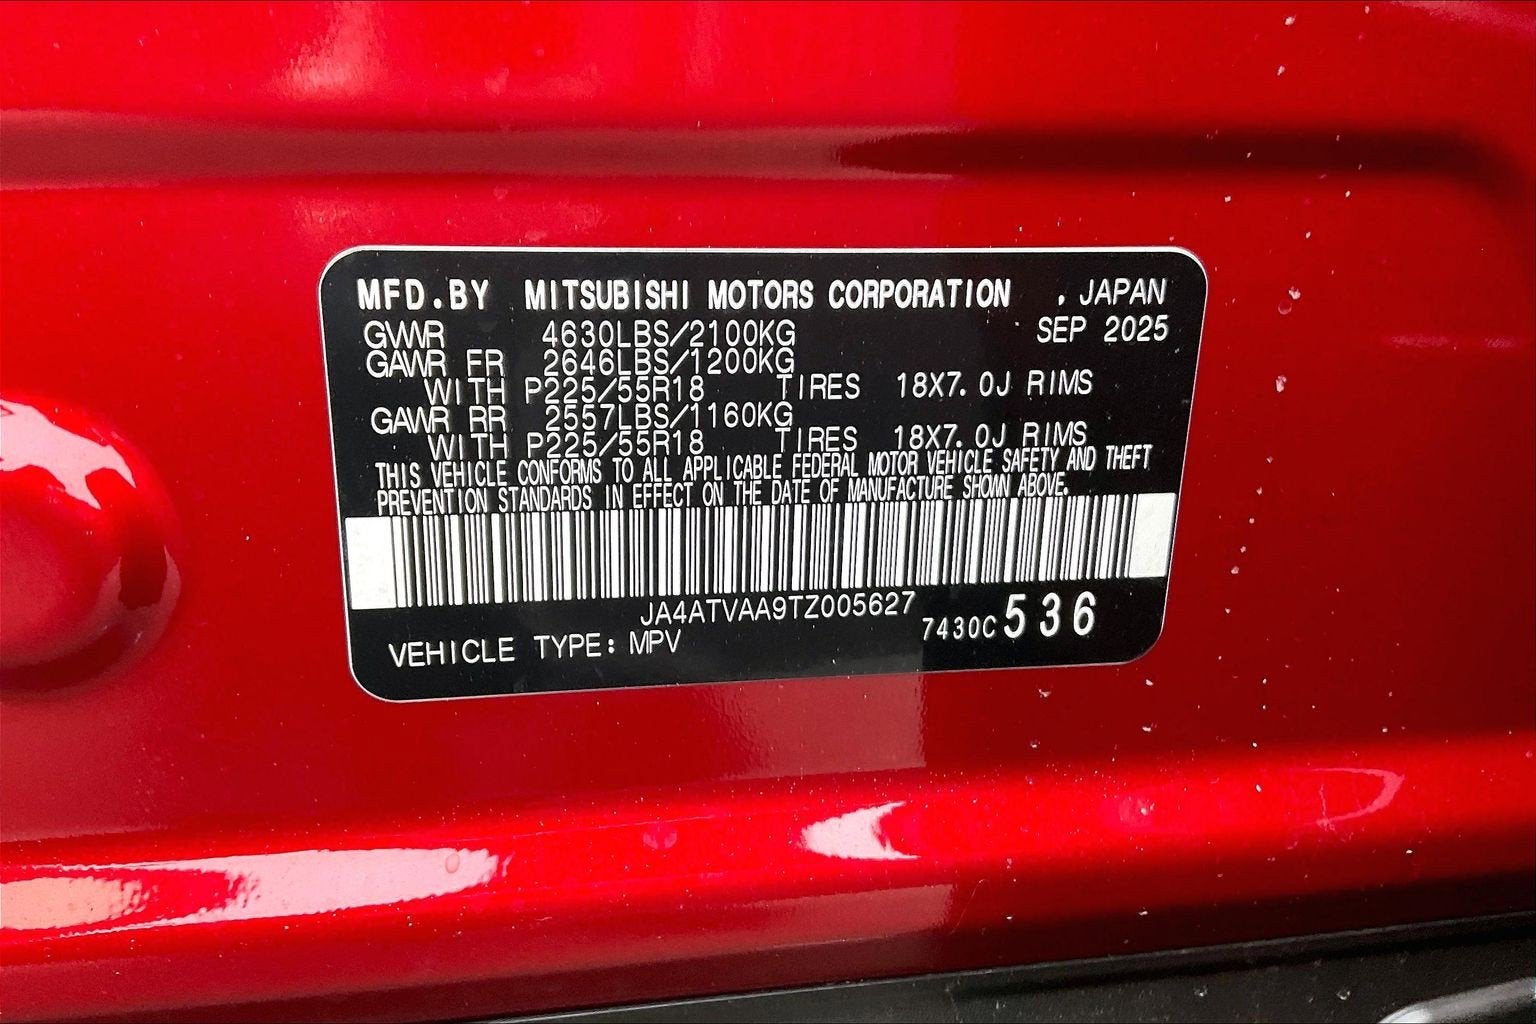 MFD.BY MITSUBISHI MOTORS CORPORATION , JAPAN
GVWR 4630LBS/2100KG SEP 2025
GAWR FR 2646LBS/1200KG
WITH P225/55R18 TIRES 18X7.0J RIMS
GAWR RR 2557LBS/1160KG
WITH P225/55R18 TIRES 18X7.0J RIMS
THIS VEHICLE CONFORMS TO ALL APPLICABLE FEDERAL MOTOR VEHICLE SAFETY AND THEFT
PREVENTION STANDARDS IN EFFECT ON THE DATE OF MANUFACTURE SHOWN ABOVE.
JA4ATVAA9TZ005627
VEHICLE TYPE: MPV 7430C 536